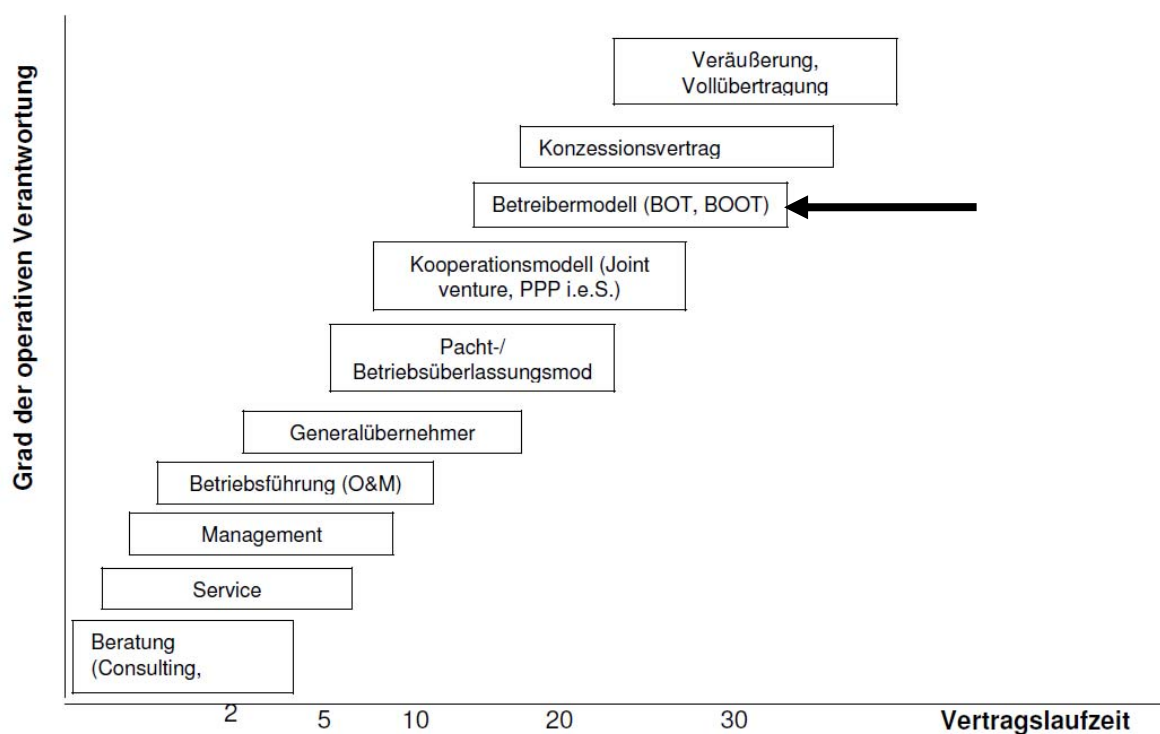 Grad der operativen Verantwortung
Veräußerung,
Vollübertragung
Konzessionsvertrag
Betreibermodell (BOT, BOOT)
Kooperationsmodell (Joint
venture, PPP i.e.S.)
Pacht-/
Betriebsüberlassungsmod
Generalübernehmer
Betriebsführung (O&M)
Management
Service
Beratung
(Consulting,
2 5 10 20 30 Vertragslaufzeit